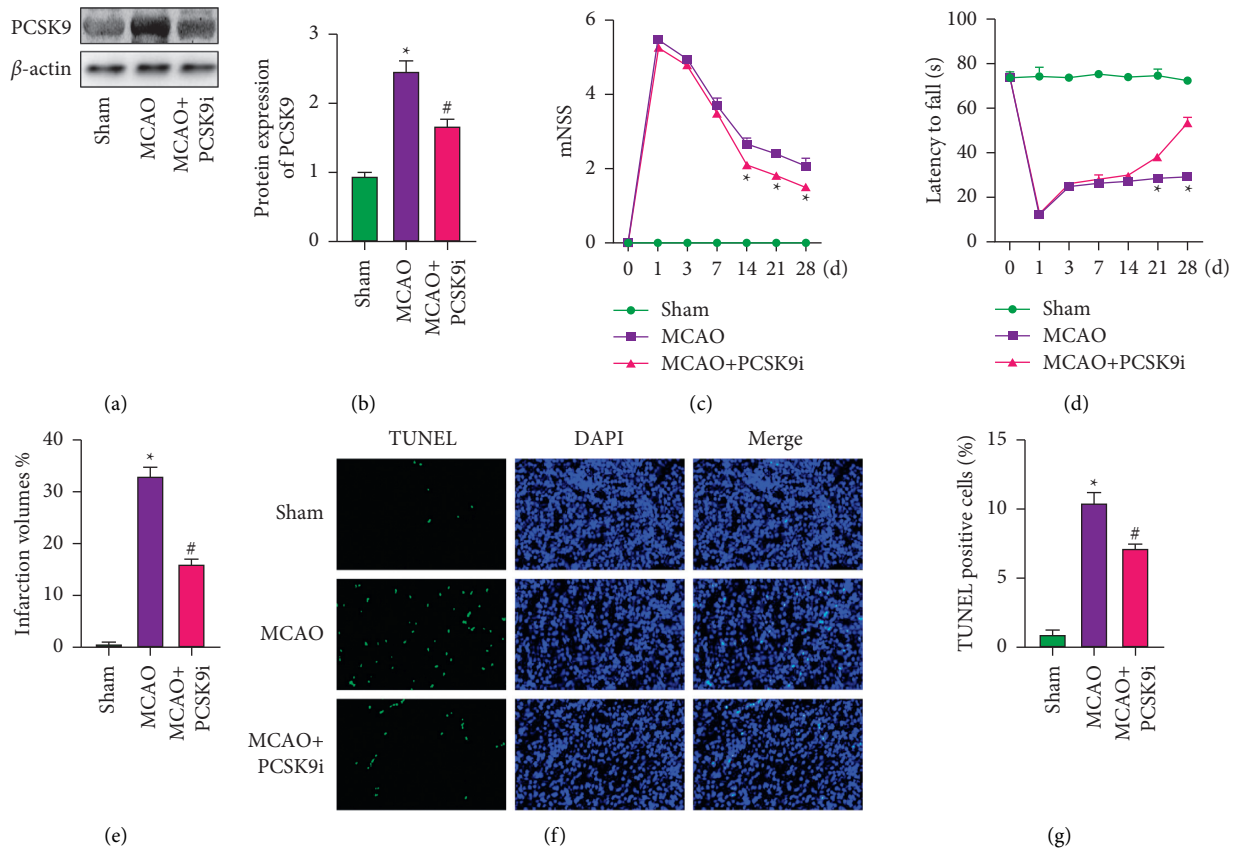 PCSK9
β-actin
Sham
MCAO
MCAO+
PCSK9i
(a)
Protein expression
of PCSK9
3
2
1
0
*
#
Sham
MCAO
MCAO+
PCSK9i
(b)
mNSS
6
4
2
0
*
*
*
0 1 3 7 14 21 28 (d)
Sham
MCAO
MCAO+PCSK9i
(c)
Latency to fall (s)
100
80
60
40
20
0
*
*
0 1 3 7 14 21 28 (d)
Sham
MCAO
MCAO+PCSK9i
(d)
Infarction volumes %
40
30
20
10
0
*
#
Sham
MCAO
MCAO+
PCSK9i
(e)
TUNEL DAPI Merge
Sham
MCAO
MCAO+
PCSK9i
(f)
TUNEL positive cells (%)
15
10
5
0
*
#
Sham
MCAO
MCAO+
PCSK9i
(g)